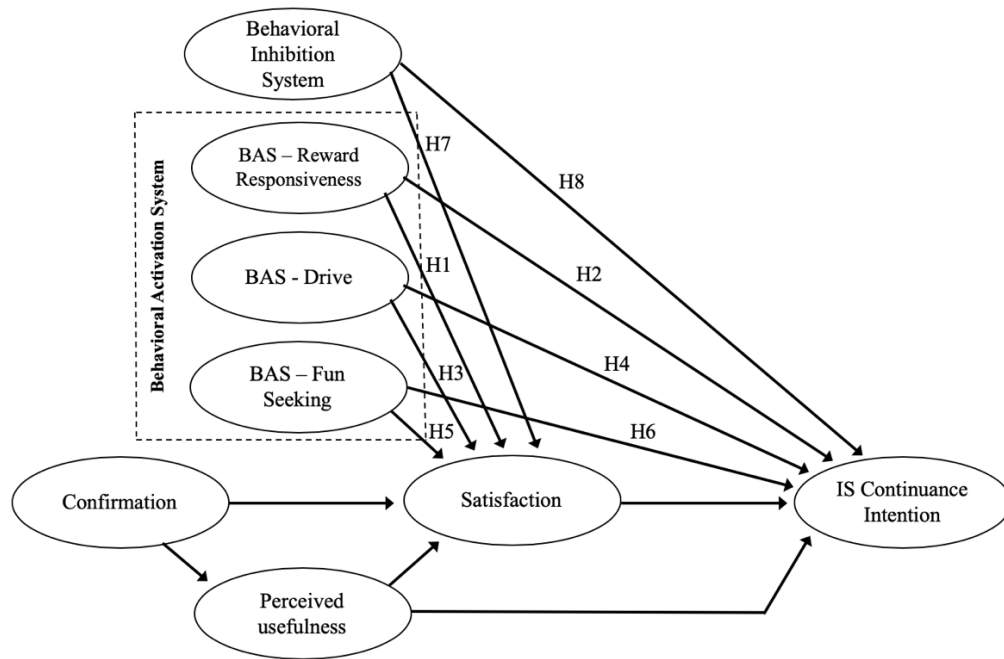 Behavioral
Inhibition
System
H7
BAS – Reward
Responsiveness
H8
Behavioral Activation System
H1
H2
BAS - Drive
H3
H4
BAS – Fun
Seeking
H5
H6
Confirmation
Satisfaction
IS Continuance
Intention
Perceived
usefulness